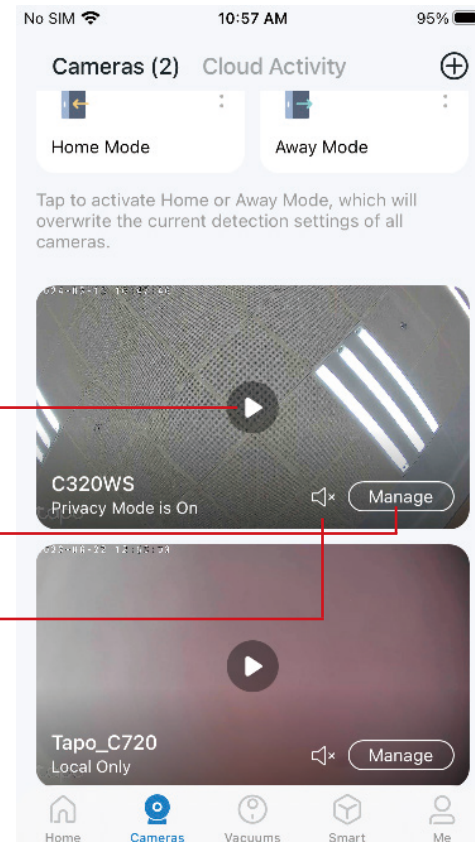 No SIM 10:57 AM 95%
Cameras (2) Cloud Activity
Home Mode Away Mode
Tap to activate Home or Away Mode, which will
overwrite the current detection settings of all
cameras.
C320WS
Privacy Mode is On
Manage
tapo
Tapo_C720
Local Only
Manage
Home Cameras Vacuums Smart Me